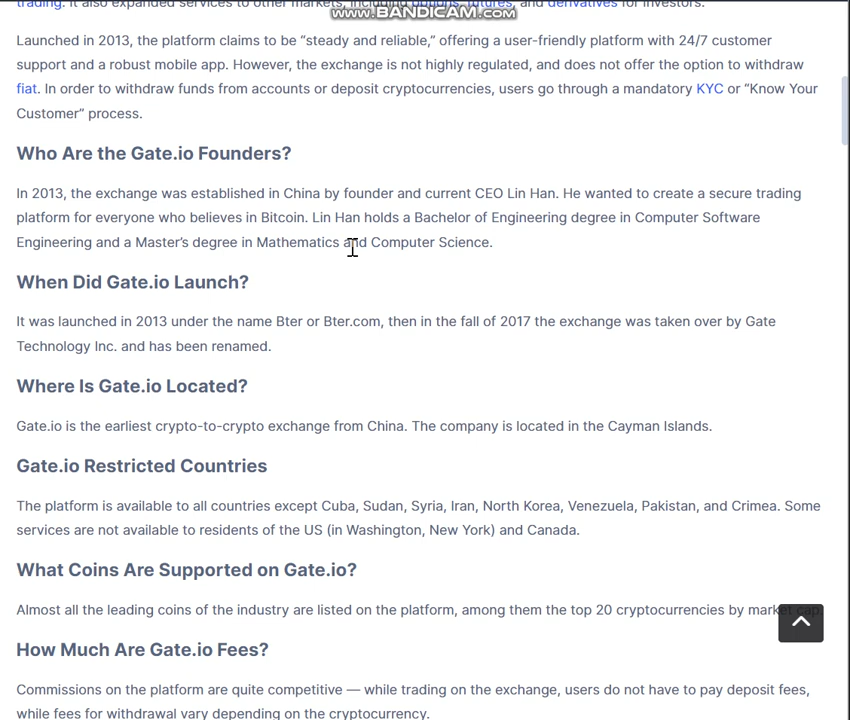 trading. It also expanded services to other markets, including options, futures, and derivatives for investors.
www.BANDICAM.com
Launched in 2013, the platform claims to be “steady and reliable,” offering a user-friendly platform with 24/7 customer
support and a robust mobile app. However, the exchange is not highly regulated, and does not offer the option to withdraw
fiat. In order to withdraw funds from accounts or deposit cryptocurrencies, users go through a mandatory KYC or “Know Your
Customer” process.
Who Are the Gate.io Founders?
In 2013, the exchange was established in China by founder and current CEO Lin Han. He wanted to create a secure trading
platform for everyone who believes in Bitcoin. Lin Han holds a Bachelor of Engineering degree in Computer Software
Engineering and a Master’s degree in Mathematics and Computer Science.
When Did Gate.io Launch?
It was launched in 2013 under the name Bter or Bter.com, then in the fall of 2017 the exchange was taken over by Gate
Technology Inc. and has been renamed.
Where Is Gate.io Located?
Gate.io is the earliest crypto-to-crypto exchange from China. The company is located in the Cayman Islands.
Gate.io Restricted Countries
The platform is available to all countries except Cuba, Sudan, Syria, Iran, North Korea, Venezuela, Pakistan, and Crimea. Some
services are not available to residents of the US (in Washington, New York) and Canada.
What Coins Are Supported on Gate.io?
Almost all the leading coins of the industry are listed on the platform, among them the top 20 cryptocurrencies by market cap.
How Much Are Gate.io Fees?
Commissions on the platform are quite competitive — while trading on the exchange, users do not have to pay deposit fees,
while fees for withdrawal vary depending on the cryptocurrency.